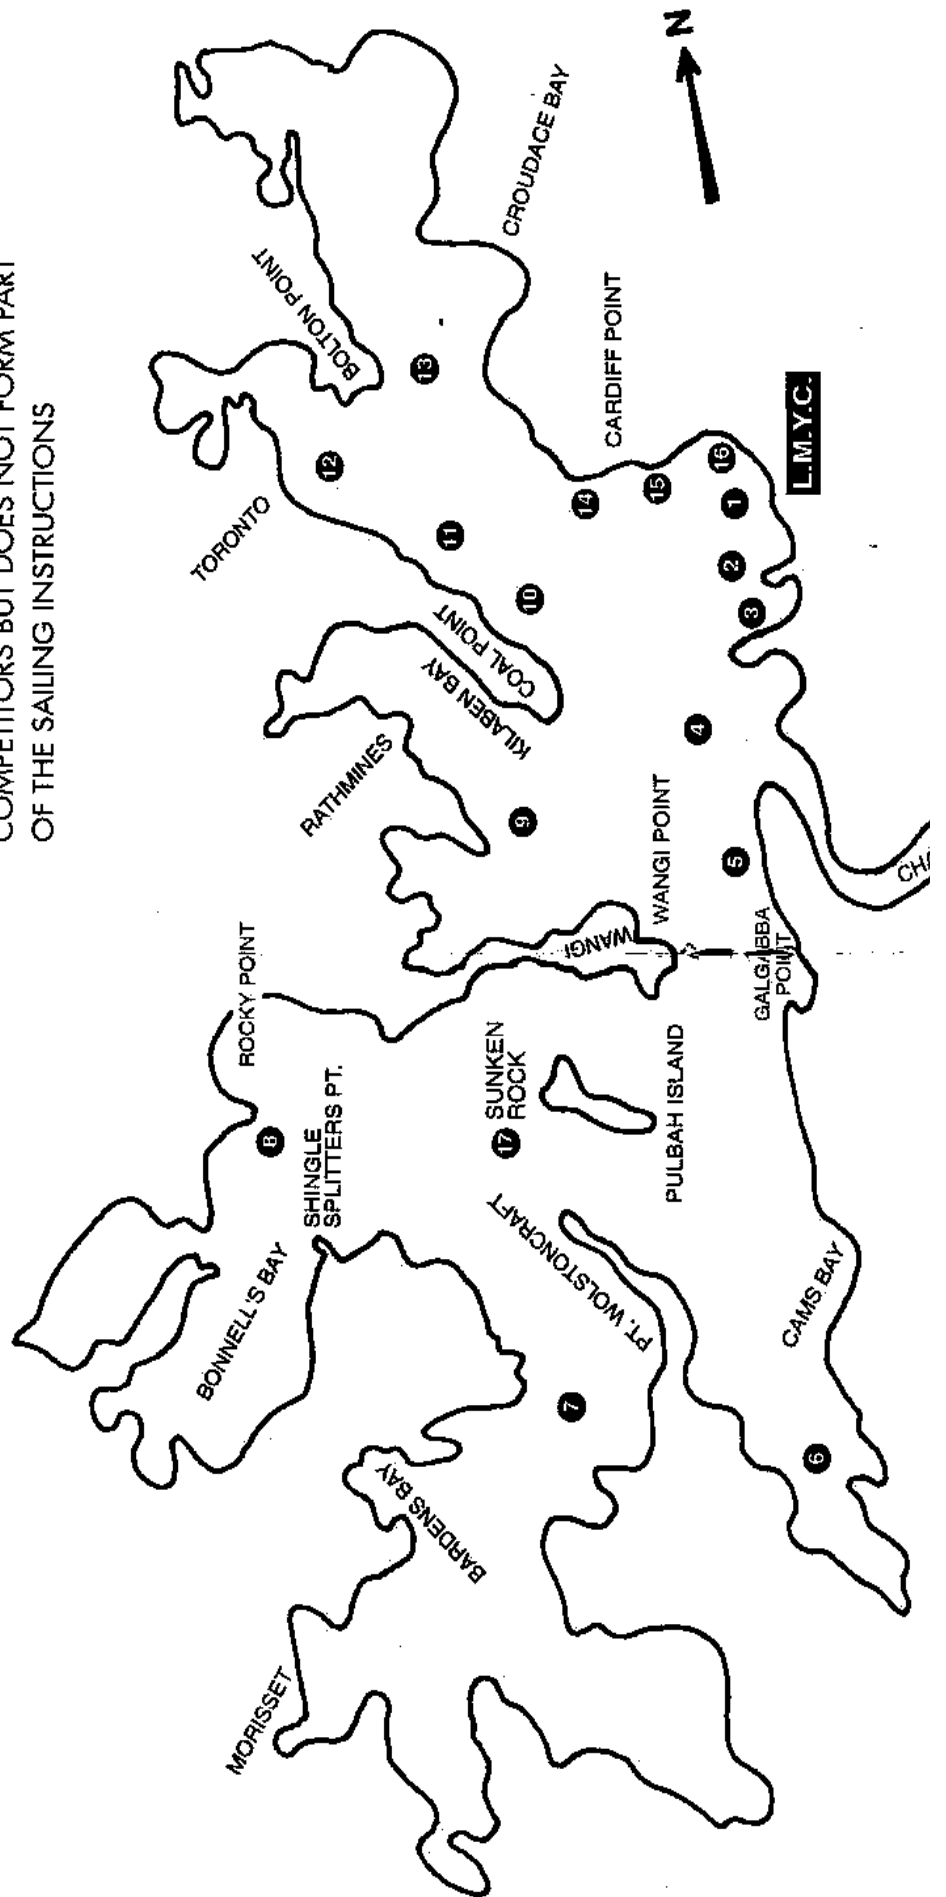 COMPETITORS BUT DOES NOT FORM PART
OF THE SAILING INSTRUCTIONS
N
CROUDACE BAY
BOLTON POINT
13
CARDIFF POINT
12
TORONTO
11
14
15
16
L.M.Y.C.
1
2
3
10
COAL POINT
KILABEN BAY
RATHMINES
4
9
WANGI POINT
5
WANGI
GALGABBA
POINT
CHA
ROCKY POINT
8
SHINGLE
SPLITTERS PT.
SUNKEN
ROCK
17
PULBAH ISLAND
PT. WOLSTONCRAFT
BONNELL'S BAY
CAMS BAY
7
6
BARDENS BAY
MORISSET